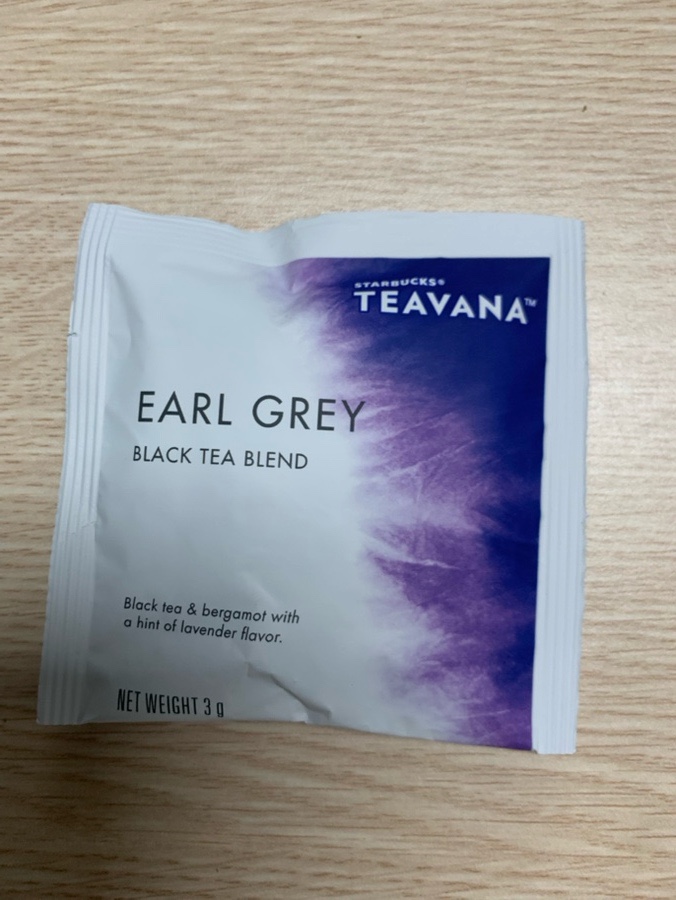 STARBUCKS®
TEAVANA™
EARL GREY
BLACK TEA BLEND
Black tea & bergamot with
a hint of lavender flavor.
NET WEIGHT 3 g